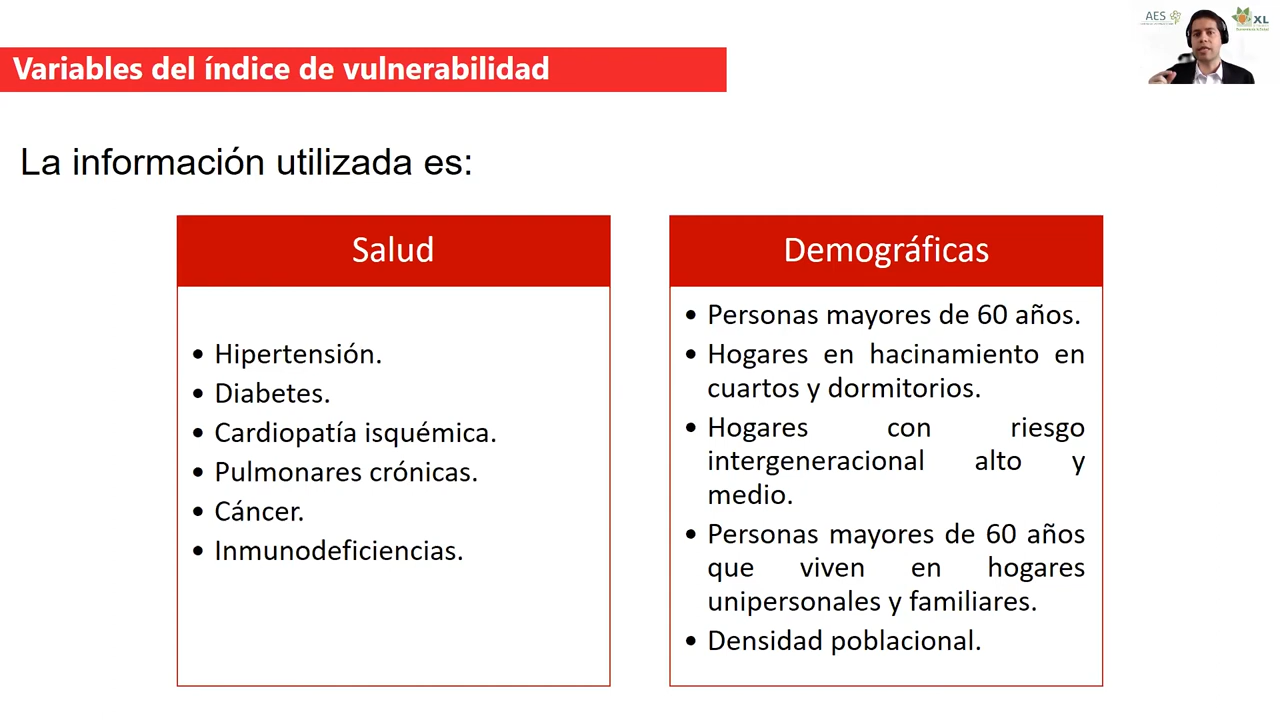 AES
XL
Variables del índice de vulnerabilidad
La información utilizada es:
Salud
• Hipertensión.
• Diabetes.
• Cardiopatía isquémica.
• Pulmonares crónicas.
• Cáncer.
• Inmunodeficiencias.
Demográficas
• Personas mayores de 60 años.
• Hogares en hacinamiento en
cuartos y dormitorios.
• Hogares con riesgo
intergeneracional alto y
medio.
• Personas mayores de 60 años
que viven en hogares
unipersonales y familiares.
• Densidad poblacional.